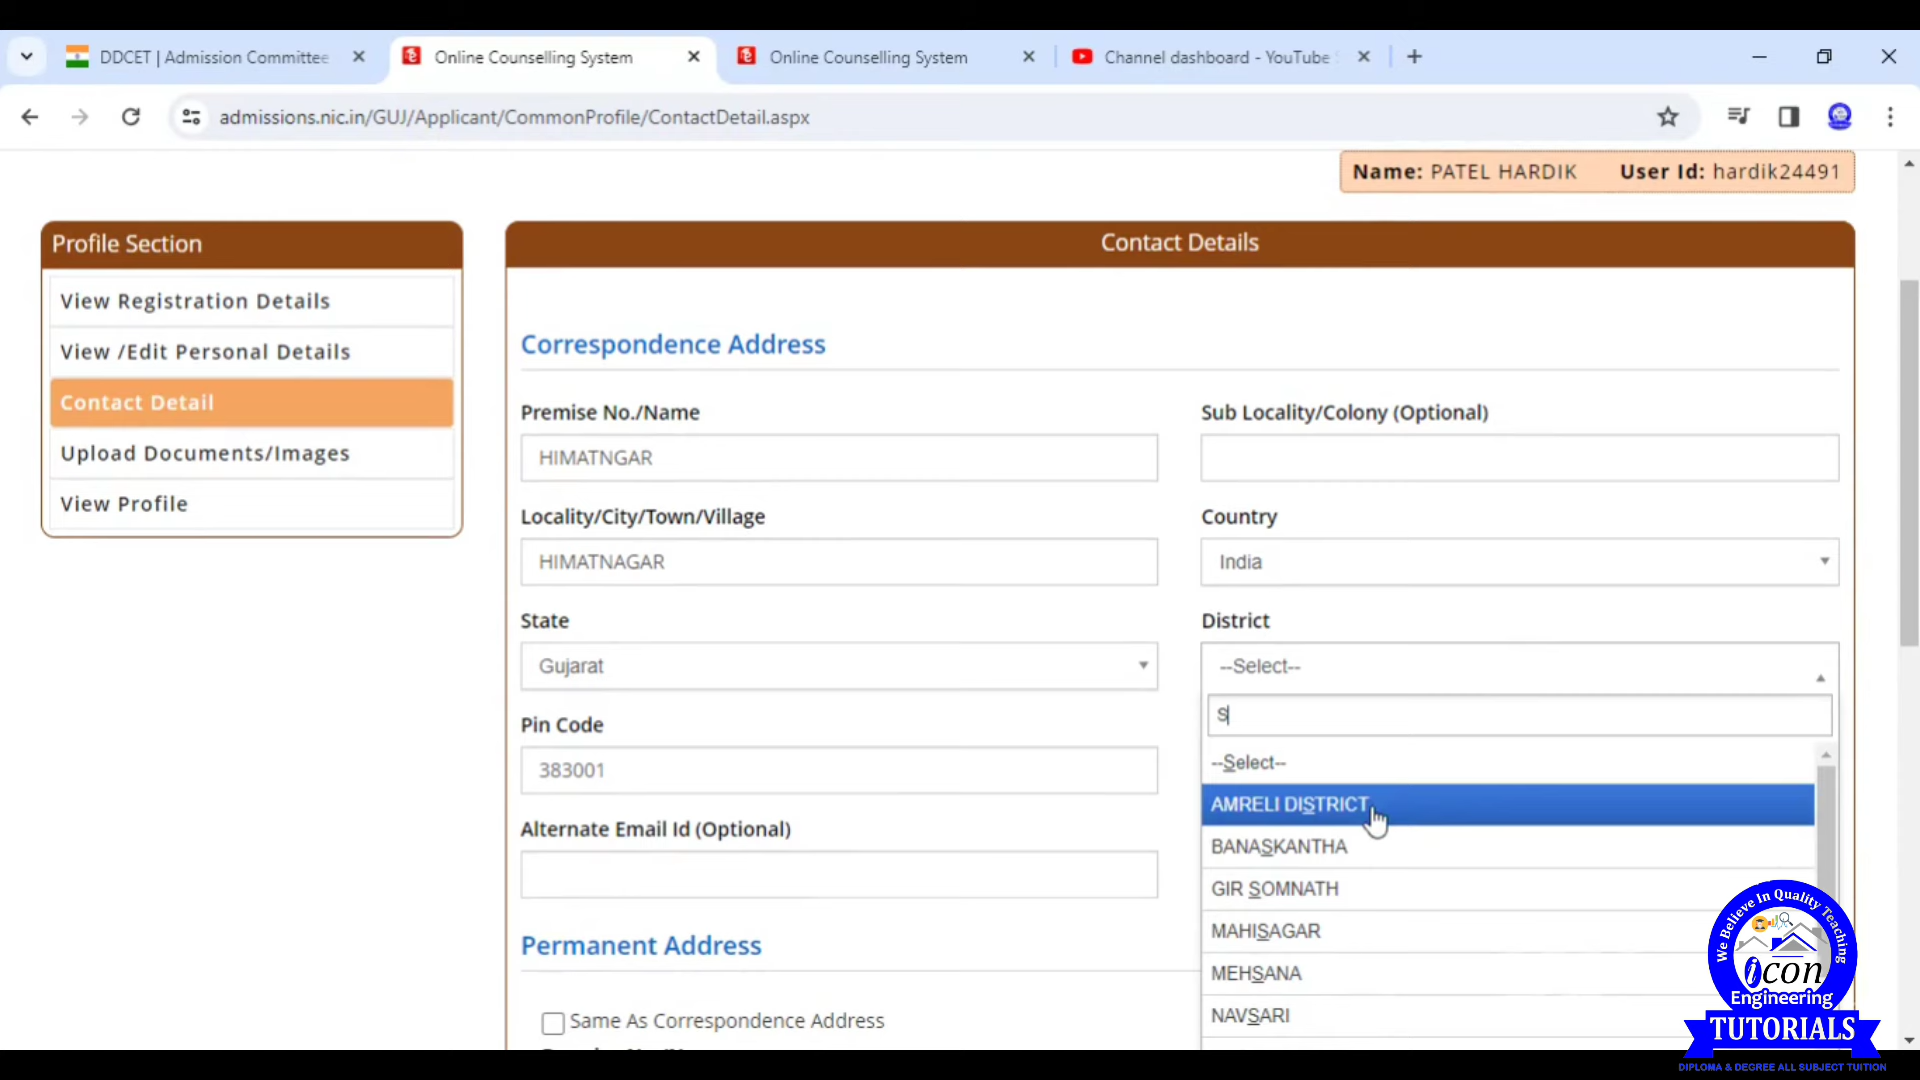 DDCET | Admission Committee
Online Counselling System
Online Counselling System
Channel dashboard - YouTube
admissions.nic.in/GUJ/Applicant/CommonProfile/ContactDetail.aspx
Name: PATEL HARDIK User Id: hardik24491
Profile Section
View Registration Details
View /Edit Personal Details
Contact Detail
Upload Documents/Images
View Profile
Contact Details
Correspondence Address
Premise No./Name
HIMATNGAR
Sub Locality/Colony (Optional)
Locality/City/Town/Village
HIMATNAGAR
Country
India
State
Gujarat
District
--Select--
S
--Select--
AMRELI DISTRICT
BANASKANTHA
GIR SOMNATH
MAHISAGAR
MEHSANA
NAVSARI
Pin Code
383001
Alternate Email Id (Optional)
Permanent Address
Same As Correspondence Address
We Believe In Quality Teaching
icon
Engineering
TUTORIALS
DIPLOMA & DEGREE ALL SUBJECT TUITION